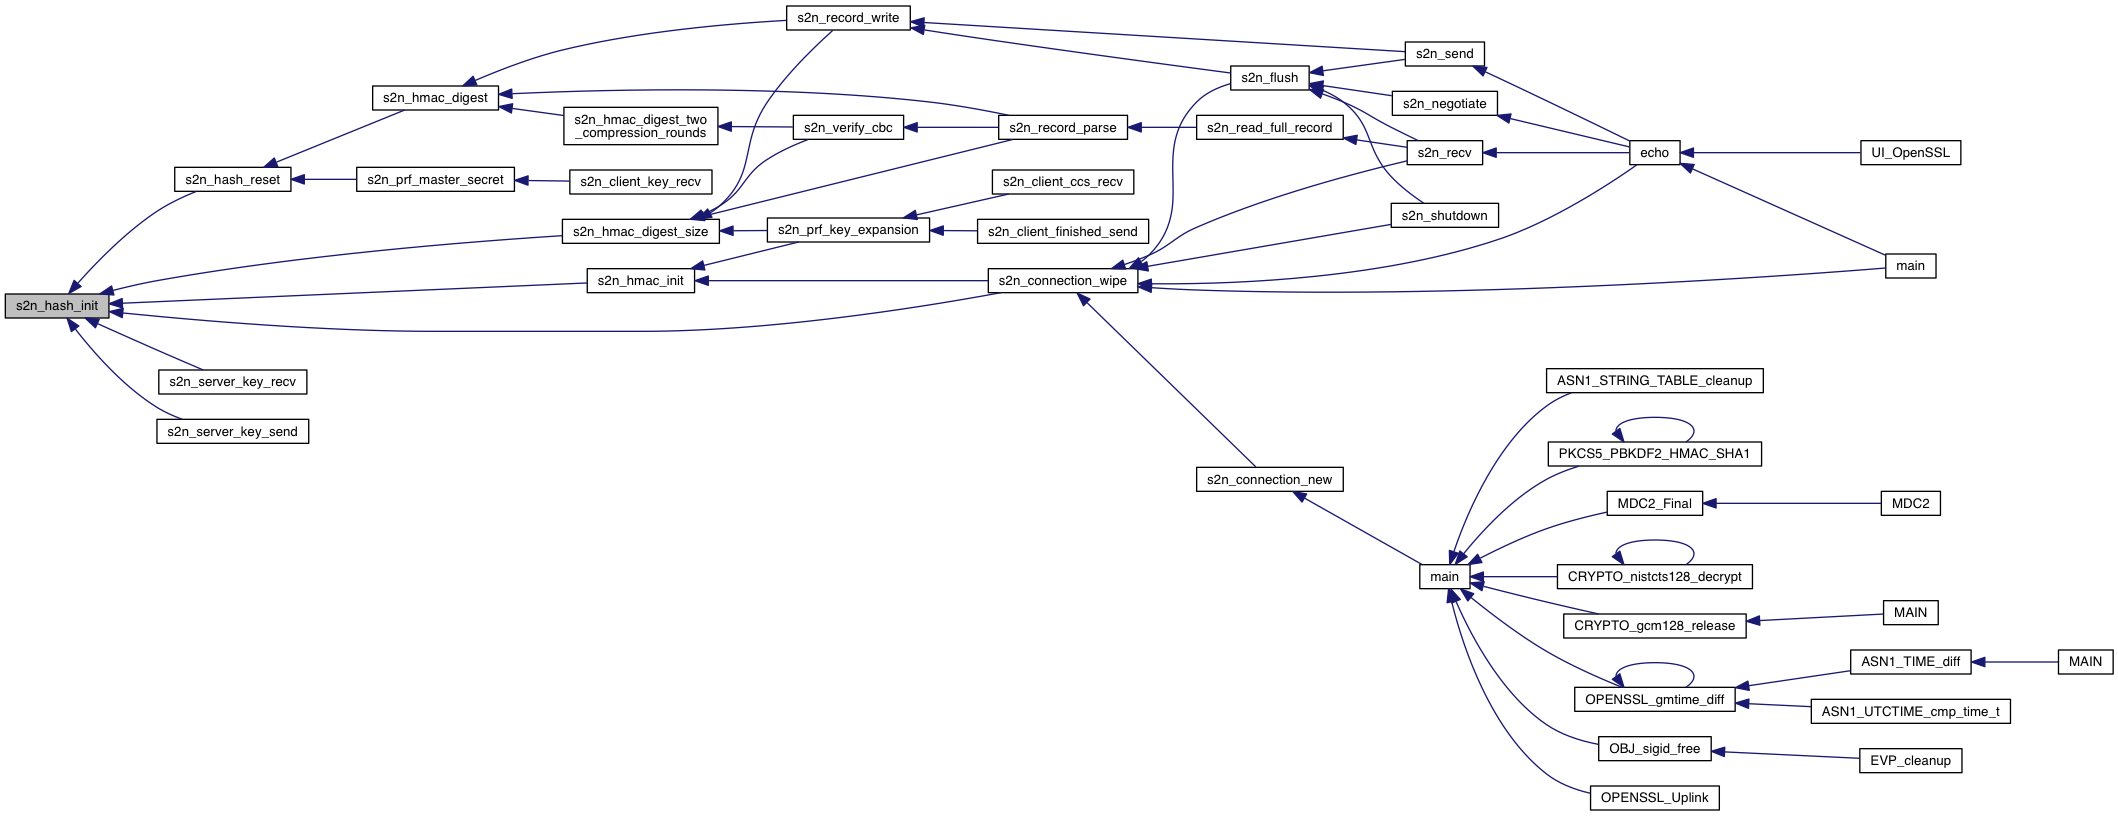 s2n_record_write
s2n_send
s2n_flush
s2n_hmac_digest
s2n_negotiate
s2n_hmac_digest_two
_compression_rounds
s2n_verify_cbc
s2n_record_parse
s2n_read_full_record
s2n_recv
echo
UI_OpenSSL
s2n_hash_reset
s2n_prf_master_secret
s2n_client_key_recv
s2n_client_ccs_recv
s2n_shutdown
s2n_hmac_digest_size
s2n_prf_key_expansion
s2n_client_finished_send
main
s2n_hmac_init
s2n_connection_wipe
s2n_hash_init
s2n_server_key_recv
ASN1_STRING_TABLE_cleanup
s2n_server_key_send
PKCS5_PBKDF2_HMAC_SHA1
s2n_connection_new
MDC2_Final
MDC2
main
CRYPTO_nistcts128_decrypt
CRYPTO_gcm128_release
MAIN
ASN1_TIME_diff
MAIN
OPENSSL_gmtime_diff
ASN1_UTCTIME_cmp_time_t
OBJ_sigid_free
EVP_cleanup
OPENSSL_Uplink